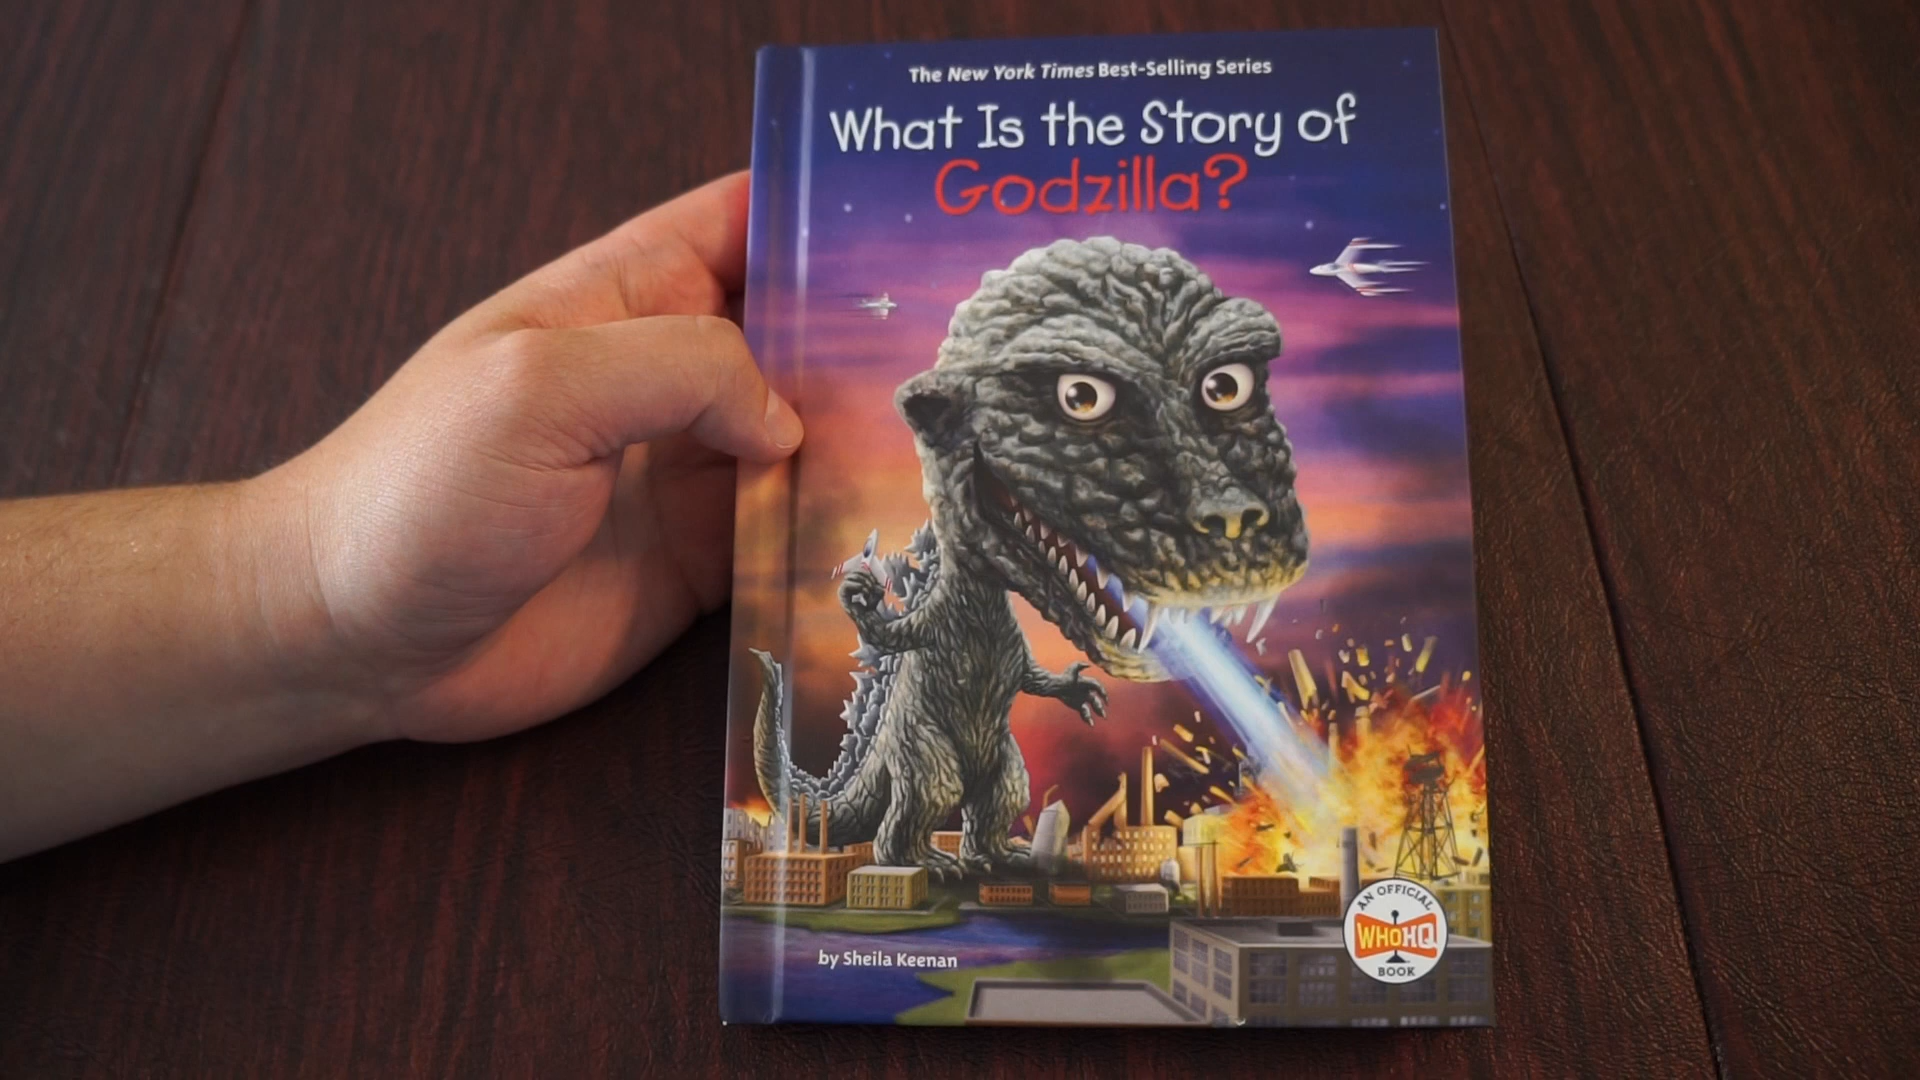 The New York Times Best-Selling Series
What Is the Story of
Godzilla?
by Sheila Keenan
AN OFFICIAL
WHOHQ
BOOK